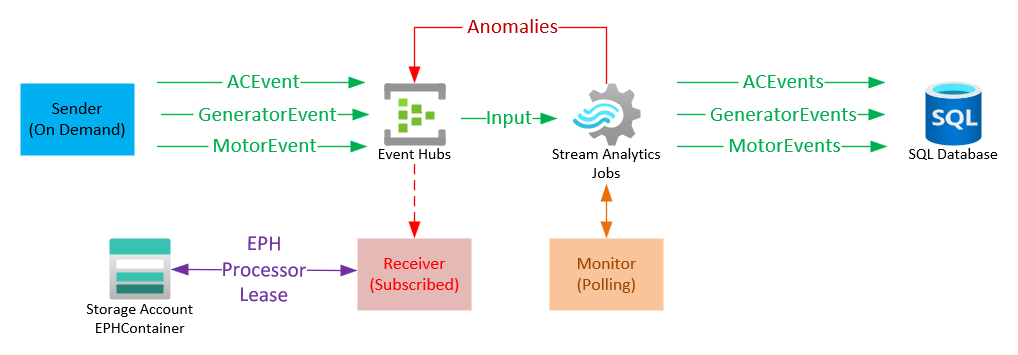 Anomalies
Sender
(On Demand)
ACEvent
GeneratorEvent
MotorEvent
Event Hubs
Input
Stream Analytics
Jobs
ACEvents
GeneratorEvents
MotorEvents
SQL
SQL Database
Storage Account
EPHContainer
EPH
Processor
Lease
Receiver
(Subscribed)
Monitor
(Polling)